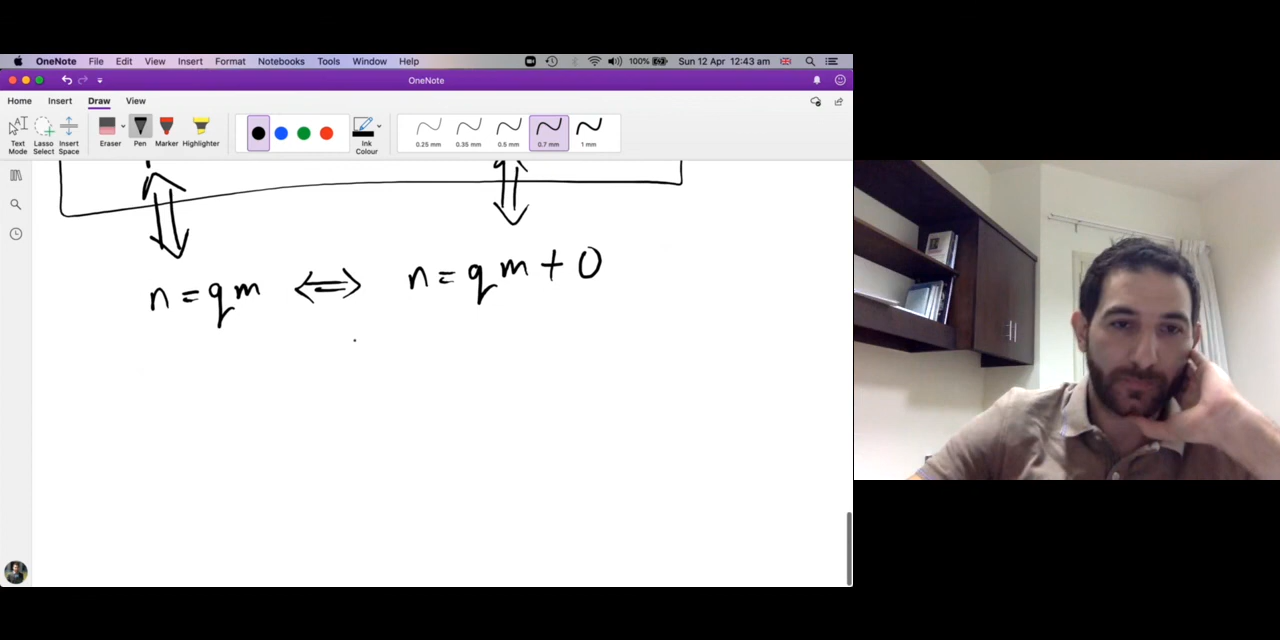 OneNote File Edit View Insert Format Notebooks Tools Window Help 100% Sun 12 Apr 12:43 am
OneNote
Home Insert Draw View
Text Mode Lasso Select Insert Space Eraser Pen Marker Highlighter Ink Colour 0.25 mm 0.35 mm 0.5 mm 0.7 mm 1 mm
n = qm ⟺ n = qm + 0